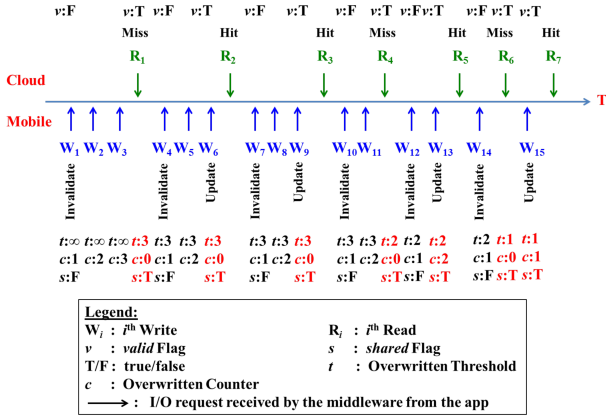 v:F v:T v:F v:T v:F v:T v:F v:T v:F v:T v:F v:T v:T
Miss Hit Hit Miss Hit Miss Hit
R1 R2 R3 R4 R5 R6 R7
Cloud
T
Mobile
W1 W2 W3 W4 W5 W6 W7 W8 W9 W10 W11 W12 W13 W14 W15
Invalidate Invalidate Update Invalidate Update Invalidate Invalidate Update Invalidate Update
t:∞ t:∞ t:∞ t:3 t:3 t:3 t:3 t:3 t:3 t:3 t:3 t:3 t:2 t:2 t:2 t:2 t:1 t:1
c:1 c:2 c:3 c:0 c:1 c:2 c:0 c:1 c:2 c:0 c:1 c:2 c:0 c:1 c:2 c:1 c:0 c:1
s:F s:T s:F s:T s:F s:T s:F s:T s:F s:T s:F s:T s:T
Legend:
Wi : ith Write Ri : ith Read
v : valid Flag s : shared Flag
T/F : true/false t : Overwritten Threshold
c : Overwritten Counter
: I/O request received by the middleware from the app